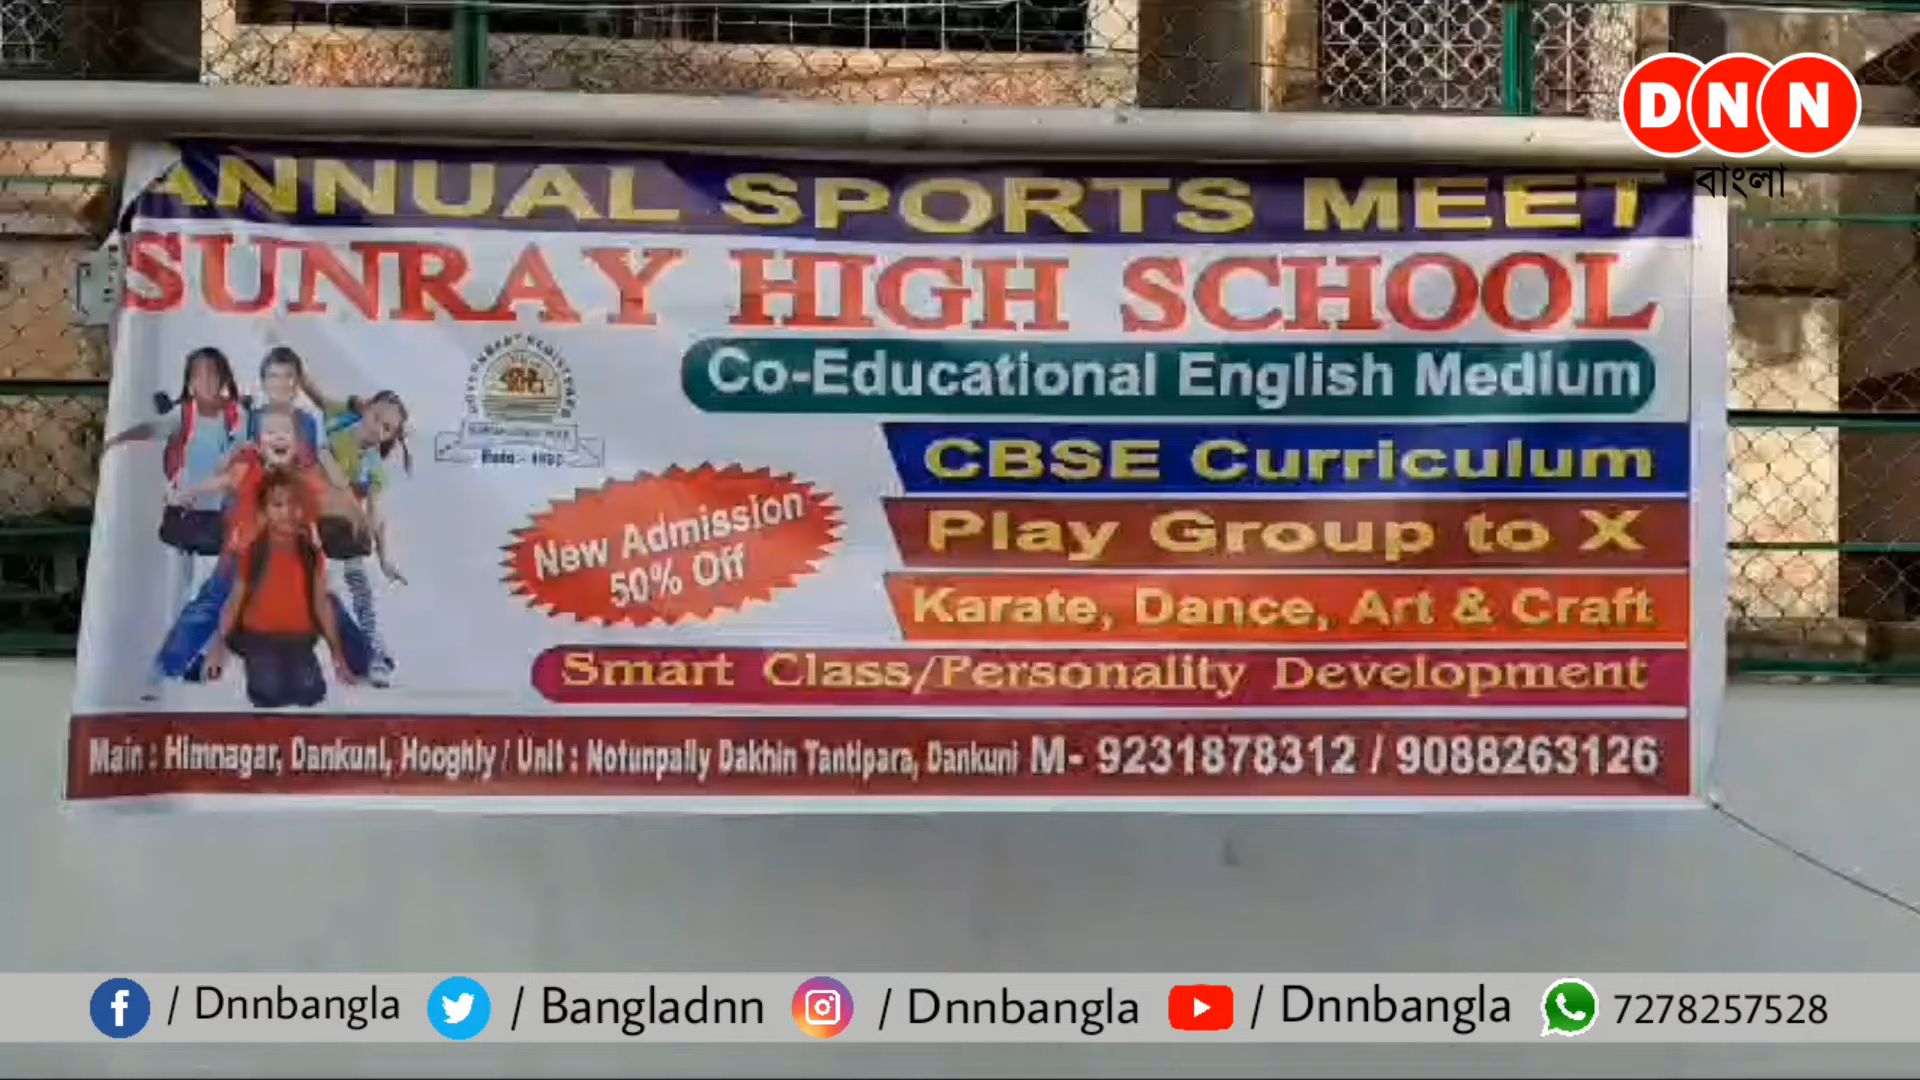 DNN
বাংলা
ANNUAL SPORTS MEET
SUNRAY HIGH SCHOOL
Co-Educational English Medium
CBSE Curriculum
New Admission
50% Off
Play Group to X
Karate, Dance, Art & Craft
Smart Class/Personality Development
Main : Himnagar, Dankuni, Hooghly / Unit : Notunpally Dakhin Tantipara, Dankuni M- 9231878312 / 9088263126
/ Dnnbangla / Bangladnn / Dnnbangla / Dnnbangla 7278257528